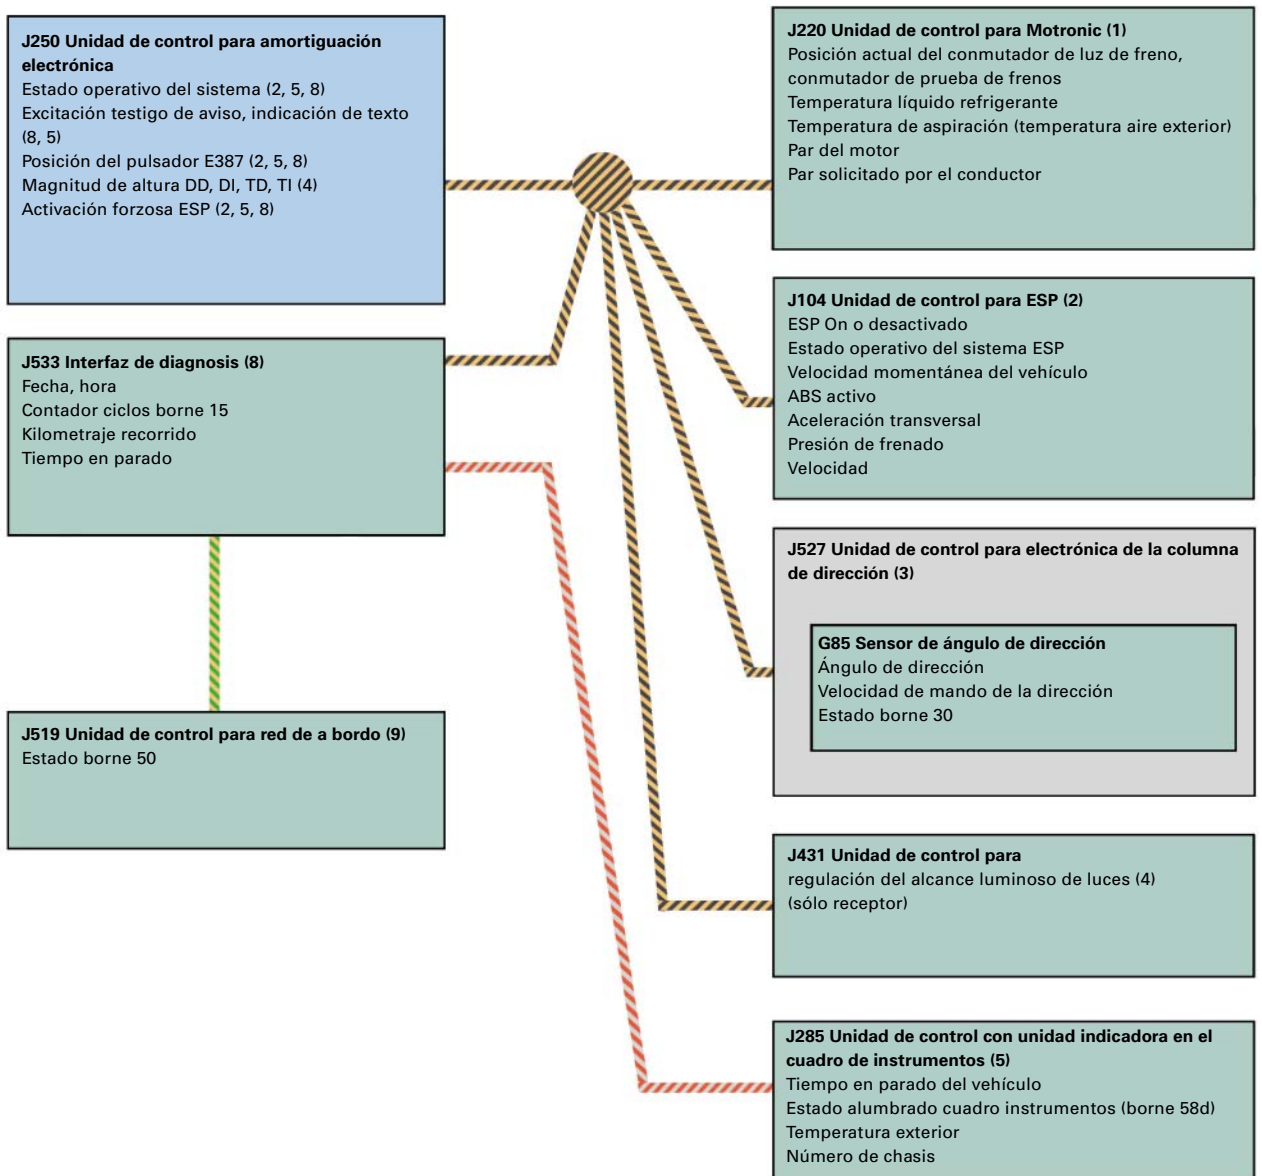 J250 Unidad de control para amortiguación
electrónica
Estado operativo del sistema (2, 5, 8)
Excitación testigo de aviso, indicación de texto
(8, 5)
Posición del pulsador E387 (2, 5, 8)
Magnitud de altura DD, DI, TD, TI (4)
Activación forzosa ESP (2, 5, 8)
J533 Interfaz de diagnosis (8)
Fecha, hora
Contador ciclos borne 15
Kilometraje recorrido
Tiempo en parado
J519 Unidad de control para red de a bordo (9)
Estado borne 50
J220 Unidad de control para Motronic (1)
Posición actual del conmutador de luz de freno,
conmutador de prueba de frenos
Temperatura líquido refrigerante
Temperatura de aspiración (temperatura aire exterior)
Par del motor
Par solicitado por el conductor
J104 Unidad de control para ESP (2)
ESP On o desactivado
Estado operativo del sistema ESP
Velocidad momentánea del vehículo
ABS activo
Aceleración transversal
Presión de frenado
Velocidad
J527 Unidad de control para electrónica de la columna
de dirección (3)
G85 Sensor de ángulo de dirección
Ángulo de dirección
Velocidad de mando de la dirección
Estado borne 30
J431 Unidad de control para
regulación del alcance luminoso de luces (4)
(sólo receptor)
J285 Unidad de control con unidad indicadora en el
cuadro de instrumentos (5)
Tiempo en parado del vehículo
Estado alumbrado cuadro instrumentos (borne 58d)
Temperatura exterior
Número de chasis